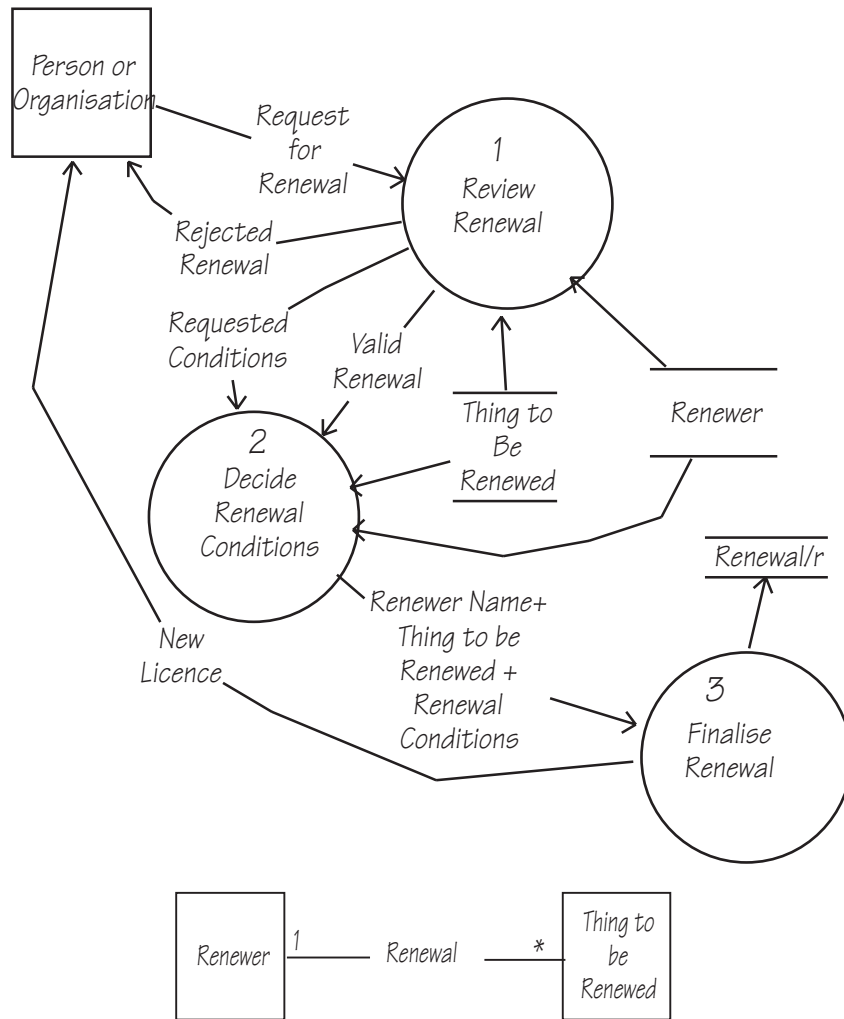 Person or
Organisation
Request
for
Renewal
1
Review
Renewal
Rejected
Renewal
Requested
Conditions
Valid
Renewal
Thing to
Be
Renewed
Renewer
2
Decide
Renewal
Conditions
Renewal/r
Renewer Name+
Thing to be
Renewed +
Renewal
Conditions
New
Licence
3
Finalise
Renewal
Renewer
1
Renewal
*
Thing to
be
Renewed